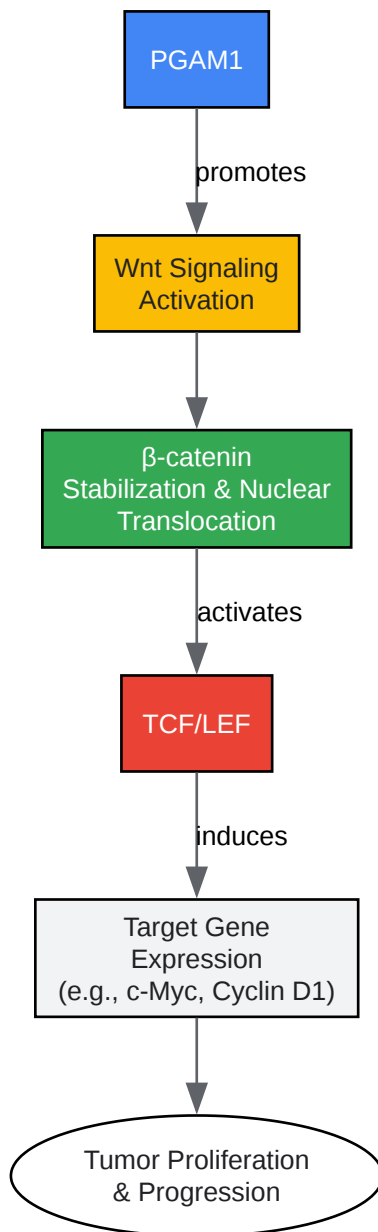 PGAM1
promotes
Wnt Signaling
Activation
β-catenin
Stabilization & Nuclear
Translocation
activates
TCF/LEF
induces
Target Gene
Expression
(e.g., c-Myc, Cyclin D1)
Tumor Proliferation
& Progression